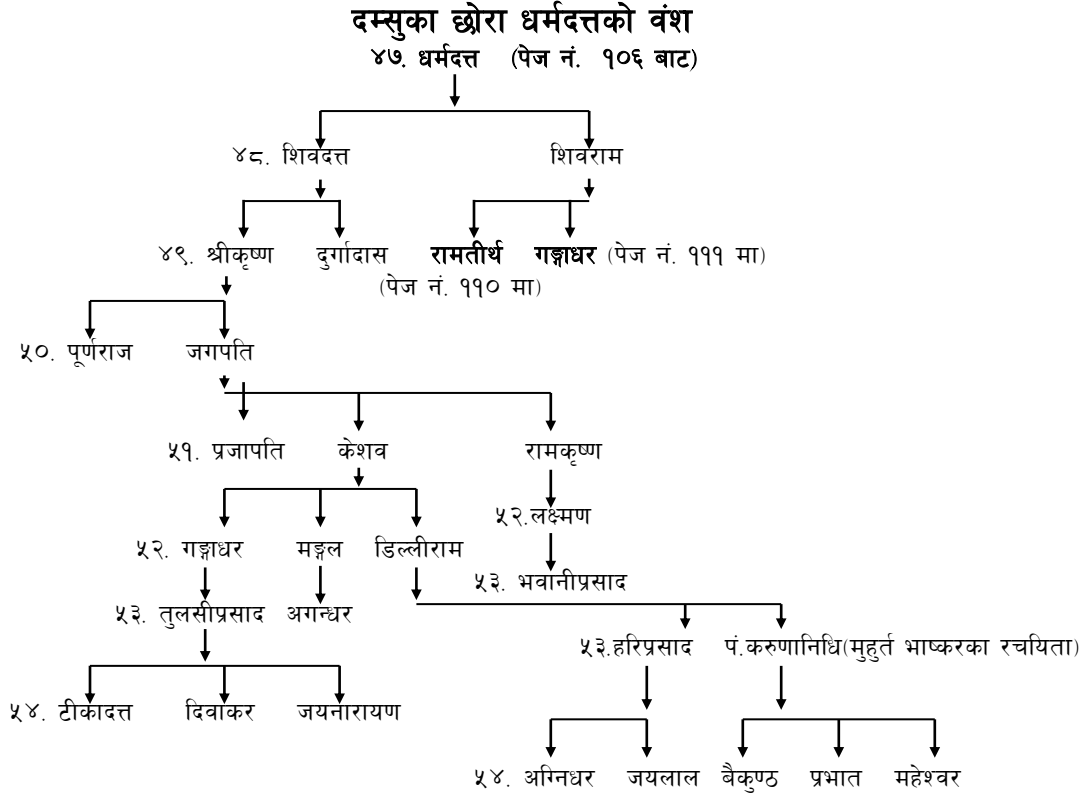 दम्सुका छोरा धर्मदत्तको वंश
४७. धर्मदत्त (पेज नं. १०६ बाट)
४८. शिवदत्त शिवराम
४९. श्रीकृष्ण दुर्गादास रामतीर्थ गङ्गाधर (पेज नं. १११ मा)
(पेज नं. ११० मा)
५०. पूर्णराज जगपति
५१. प्रजापति केशव रामकृष्ण
५२.लक्ष्मण
५२. गङ्गाधर मङ्गल डिल्लीराम
५३. भवानीप्रसाद
५३. तुलसीप्रसाद अगन्धर
५३.हरिप्रसाद पं.करुणानिधि(मुहुर्त भाष्करका रचयिता)
५४. टीकादत्त दिवाकर जयनारायण
५४. अग्निधर जयलाल बैकुण्ठ प्रभात महेश्वर